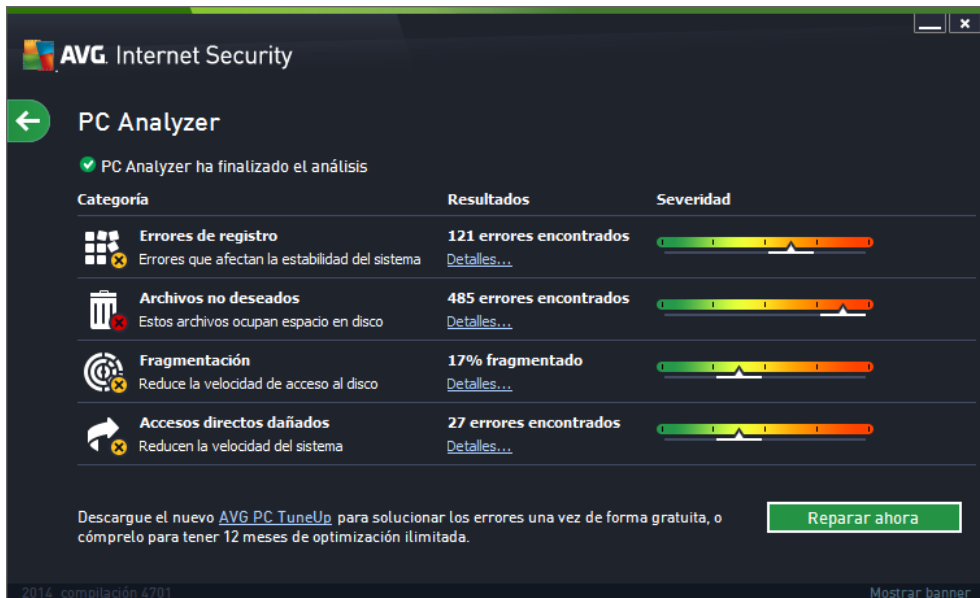 AVG. Internet Security
PC Analyzer
PC Analyzer ha finalizado el análisis
Categoría Resultados Severidad
Errores de registro 121 errores encontrados
Errores que afectan la estabilidad del sistema Detalles...
Archivos no deseados 485 errores encontrados
Estos archivos ocupan espacio en disco Detalles...
Fragmentación 17% fragmentado
Reduce la velocidad de acceso al disco Detalles...
Accesos directos dañados 27 errores encontrados
Reducen la velocidad del sistema Detalles...
Descargue el nuevo AVG PC TuneUp para solucionar los errores una vez de forma gratuita, o
cómprelo para tener 12 meses de optimización ilimitada.
Reparar ahora
2014 compilación 4701 Mostrar banner